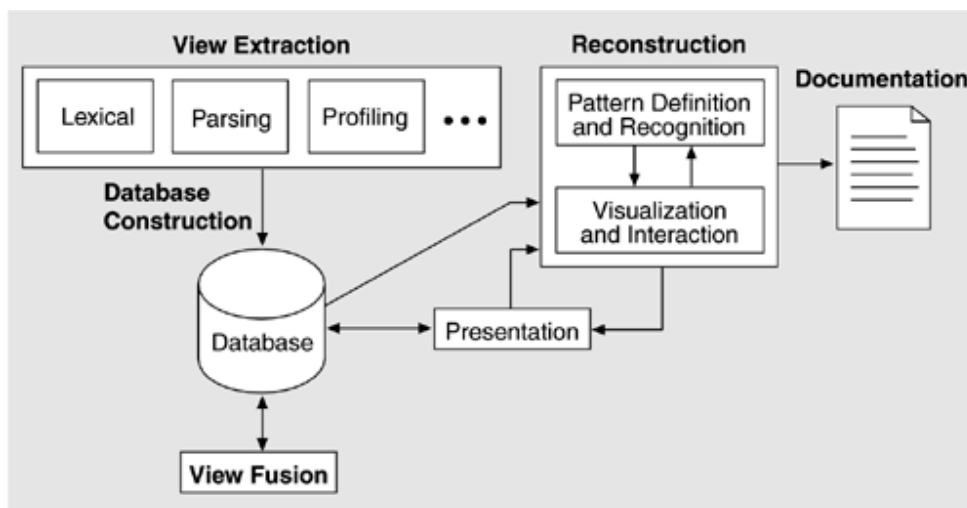 View Extraction
Lexical
Parsing
Profiling
Reconstruction
Pattern Definition
and Recognition
Visualization
and Interaction
Documentation
Database
Construction
Database
Presentation
View Fusion